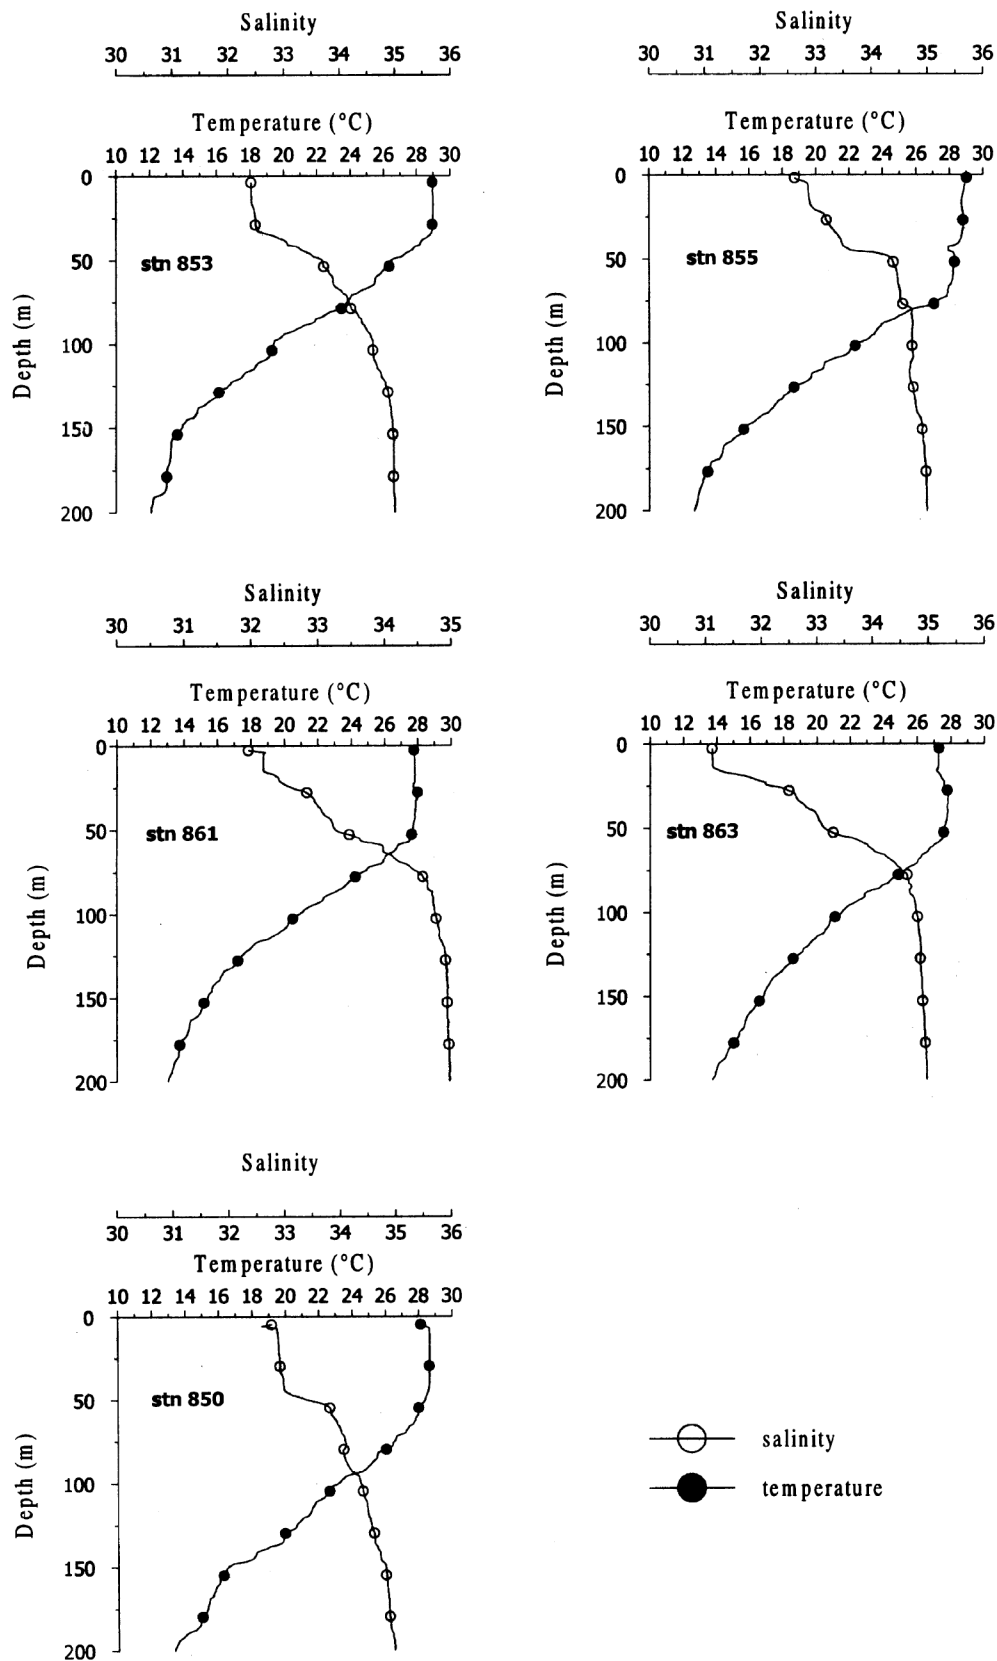 Salinity
30 31 32 33 34 35 36
Temperature (°C)
10 12 14 16 18 20 22 24 26 28 30
0
50
100
150
200
Depth (m)
stn 853
Salinity
30 31 32 33 34 35 36
Temperature (°C)
10 12 14 16 18 20 22 24 26 28 30
0
50
100
150
200
Depth (m)
stn 855
Salinity
30 31 32 33 34 35
Temperature (°C)
10 12 14 16 18 20 22 24 26 28 30
0
50
100
150
200
Depth (m)
stn 861
Salinity
30 31 32 33 34 35 36
Temperature (°C)
10 12 14 16 18 20 22 24 26 28 30
0
50
100
150
200
Depth (m)
stn 863
Salinity
30 31 32 33 34 35 36
Temperature (°C)
10 12 14 16 18 20 22 24 26 28 30
0
50
100
150
200
Depth (m)
stn 850
salinity
temperature